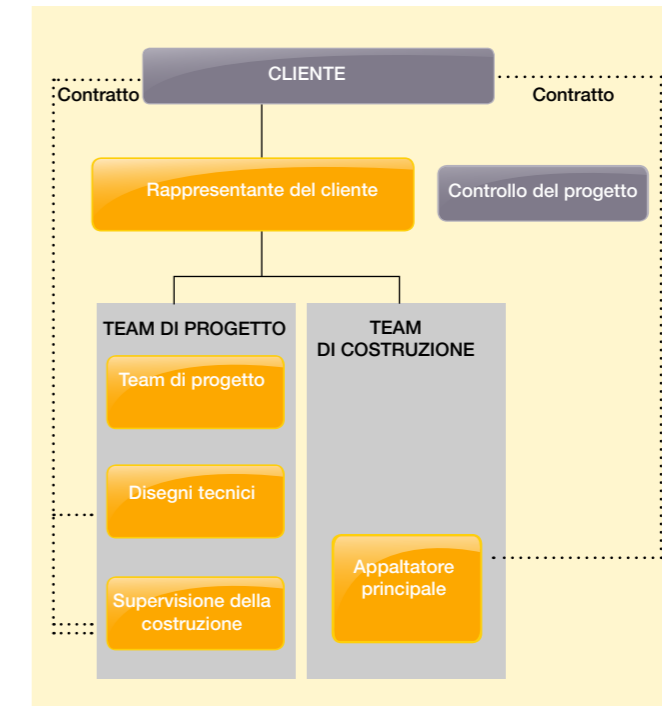 CLIENTE
Contratto
Contratto
Rappresentante del cliente
Controllo del progetto
TEAM DI PROGETTO
TEAM
DI COSTRUZIONE
Team di progetto
Disegni tecnici
Appaltatore
principale
Supervisione della
costruzione